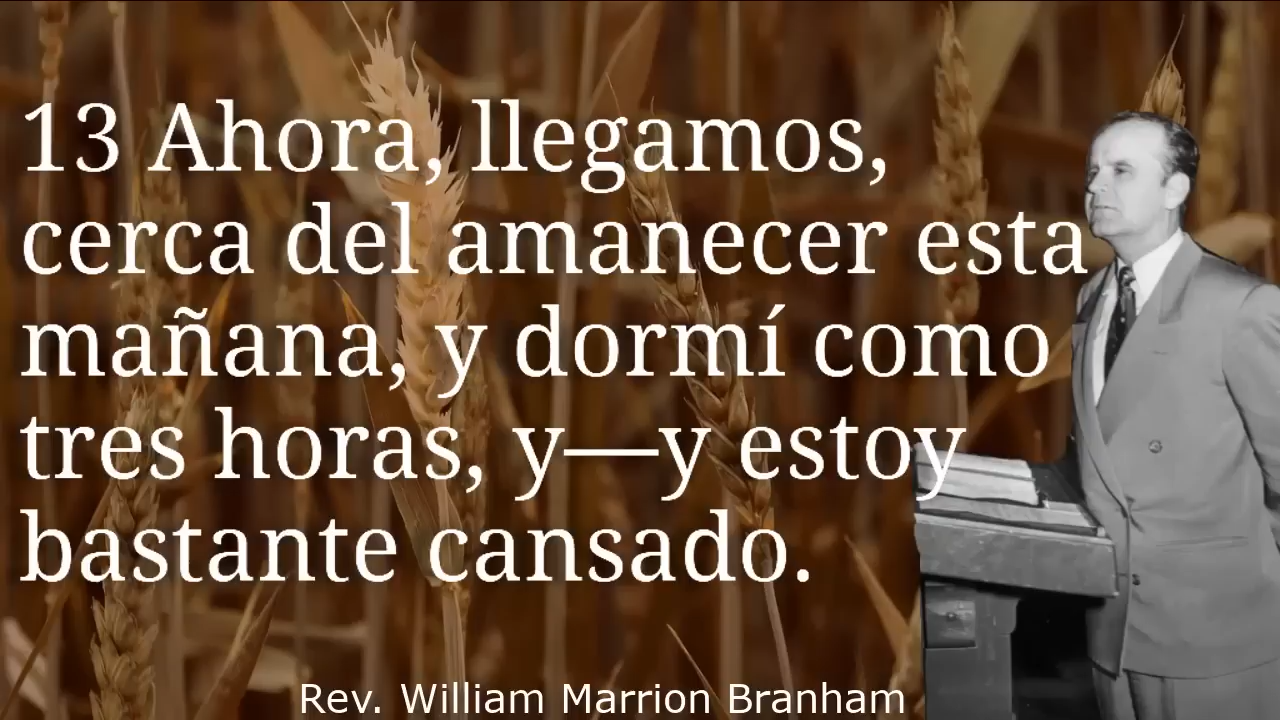 13 Ahora, llegamos,
cerca del amanecer esta
mañana, y dormí como
tres horas, y—y estoy
bastante cansado.
Rev. William Marrion Branham